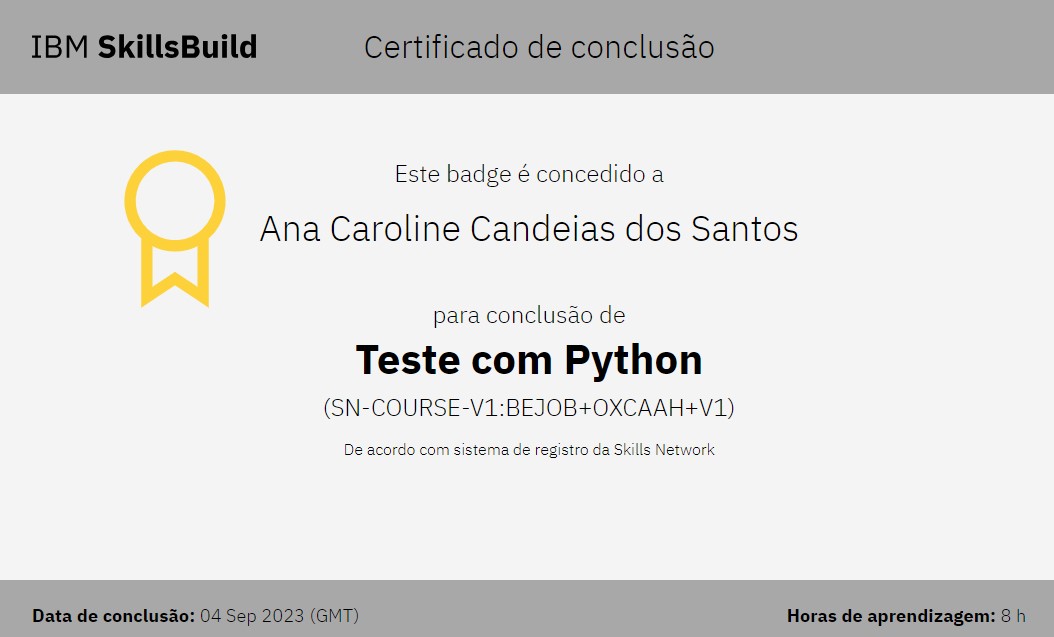 IBM SkillsBuild
Certificado de conclusão
Este badge é concedido a
Ana Caroline Candeias dos Santos
para conclusão de
Teste com Python
(SN-COURSE-V1:BEJOB+OXCAAH+V1)
De acordo com sistema de registro da Skills Network
Data de conclusão: 04 Sep 2023 (GMT)
Horas de aprendizagem: 8 h